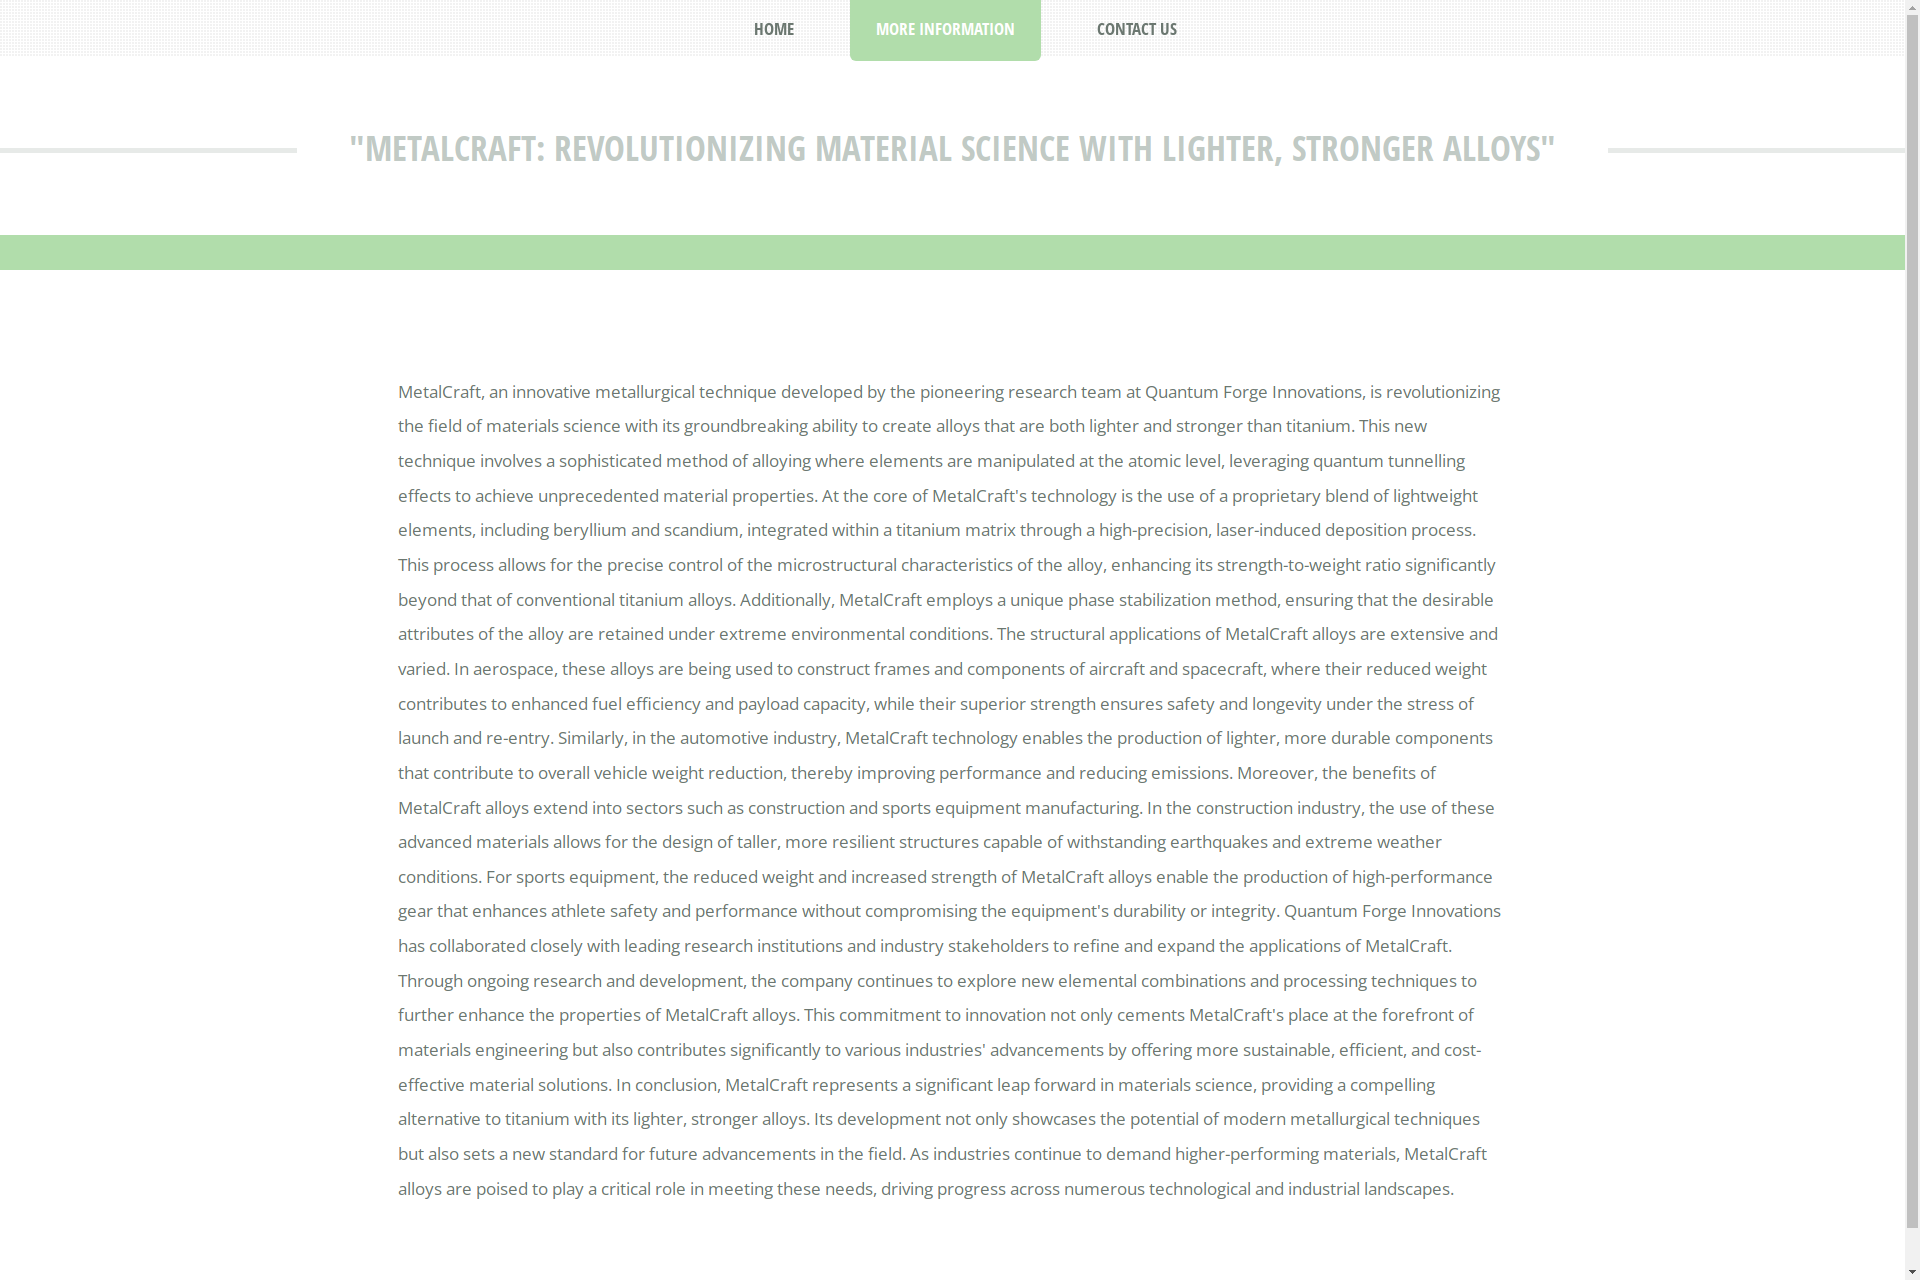 HOME
MORE INFORMATION
CONTACT US
"METALCRAFT: REVOLUTIONIZING MATERIAL SCIENCE WITH LIGHTER, STRONGER ALLOYS"
MetalCraft, an innovative metallurgical technique developed by the pioneering research team at Quantum Forge Innovations, is revolutionizing
the field of materials science with its groundbreaking ability to create alloys that are both lighter and stronger than titanium. This new
technique involves a sophisticated method of alloying where elements are manipulated at the atomic level, leveraging quantum tunnelling
effects to achieve unprecedented material properties. At the core of MetalCraft's technology is the use of a proprietary blend of lightweight
elements, including beryllium and scandium, integrated within a titanium matrix through a high-precision, laser-induced deposition process.
This process allows for the precise control of the microstructural characteristics of the alloy, enhancing its strength-to-weight ratio significantly
beyond that of conventional titanium alloys. Additionally, MetalCraft employs a unique phase stabilization method, ensuring that the desirable
attributes of the alloy are retained under extreme environmental conditions. The structural applications of MetalCraft alloys are extensive and
varied. In aerospace, these alloys are being used to construct frames and components of aircraft and spacecraft, where their reduced weight
contributes to enhanced fuel efficiency and payload capacity, while their superior strength ensures safety and longevity under the stress of
launch and re-entry. Similarly, in the automotive industry, MetalCraft technology enables the production of lighter, more durable components
that contribute to overall vehicle weight reduction, thereby improving performance and reducing emissions. Moreover, the benefits of
MetalCraft alloys extend into sectors such as construction and sports equipment manufacturing. In the construction industry, the use of these
advanced materials allows for the design of taller, more resilient structures capable of withstanding earthquakes and extreme weather
conditions. For sports equipment, the reduced weight and increased strength of MetalCraft alloys enable the production of high-performance
gear that enhances athlete safety and performance without compromising the equipment's durability or integrity. Quantum Forge Innovations
has collaborated closely with leading research institutions and industry stakeholders to refine and expand the applications of MetalCraft.
Through ongoing research and development, the company continues to explore new elemental combinations and processing techniques to
further enhance the properties of MetalCraft alloys. This commitment to innovation not only cements MetalCraft's place at the forefront of
materials engineering but also contributes significantly to various industries' advancements by offering more sustainable, efficient, and cost-
effective material solutions. In conclusion, MetalCraft represents a significant leap forward in materials science, providing a compelling
alternative to titanium with its lighter, stronger alloys. Its development not only showcases the potential of modern metallurgical techniques
but also sets a new standard for future advancements in the field. As industries continue to demand higher-performing materials, MetalCraft
alloys are poised to play a critical role in meeting these needs, driving progress across numerous technological and industrial landscapes.